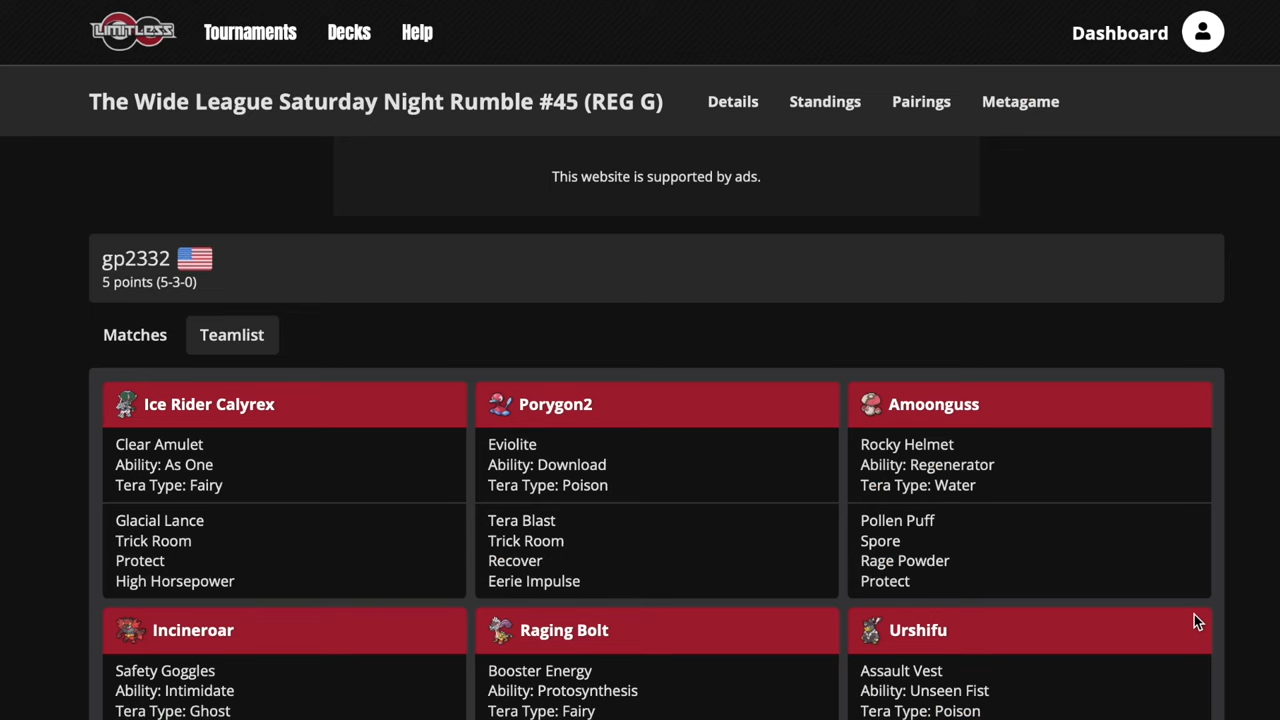 LIMITLESS
Tournaments
Decks
Help
Dashboard
The Wide League Saturday Night Rumble #45 (REG G)
Details
Standings
Pairings
Metagame
This website is supported by ads.
gp2332
5 points (5-3-0)
Matches
Teamlist
Ice Rider Calyrex
Clear Amulet
Ability: As One
Tera Type: Fairy
Glacial Lance
Trick Room
Protect
High Horsepower
Porygon2
Eviolite
Ability: Download
Tera Type: Poison
Tera Blast
Trick Room
Recover
Eerie Impulse
Amoonguss
Rocky Helmet
Ability: Regenerator
Tera Type: Water
Pollen Puff
Spore
Rage Powder
Protect
Incineroar
Safety Goggles
Ability: Intimidate
Tera Type: Ghost
Raging Bolt
Booster Energy
Ability: Protosynthesis
Tera Type: Fairy
Urshifu
Assault Vest
Ability: Unseen Fist
Tera Type: Poison